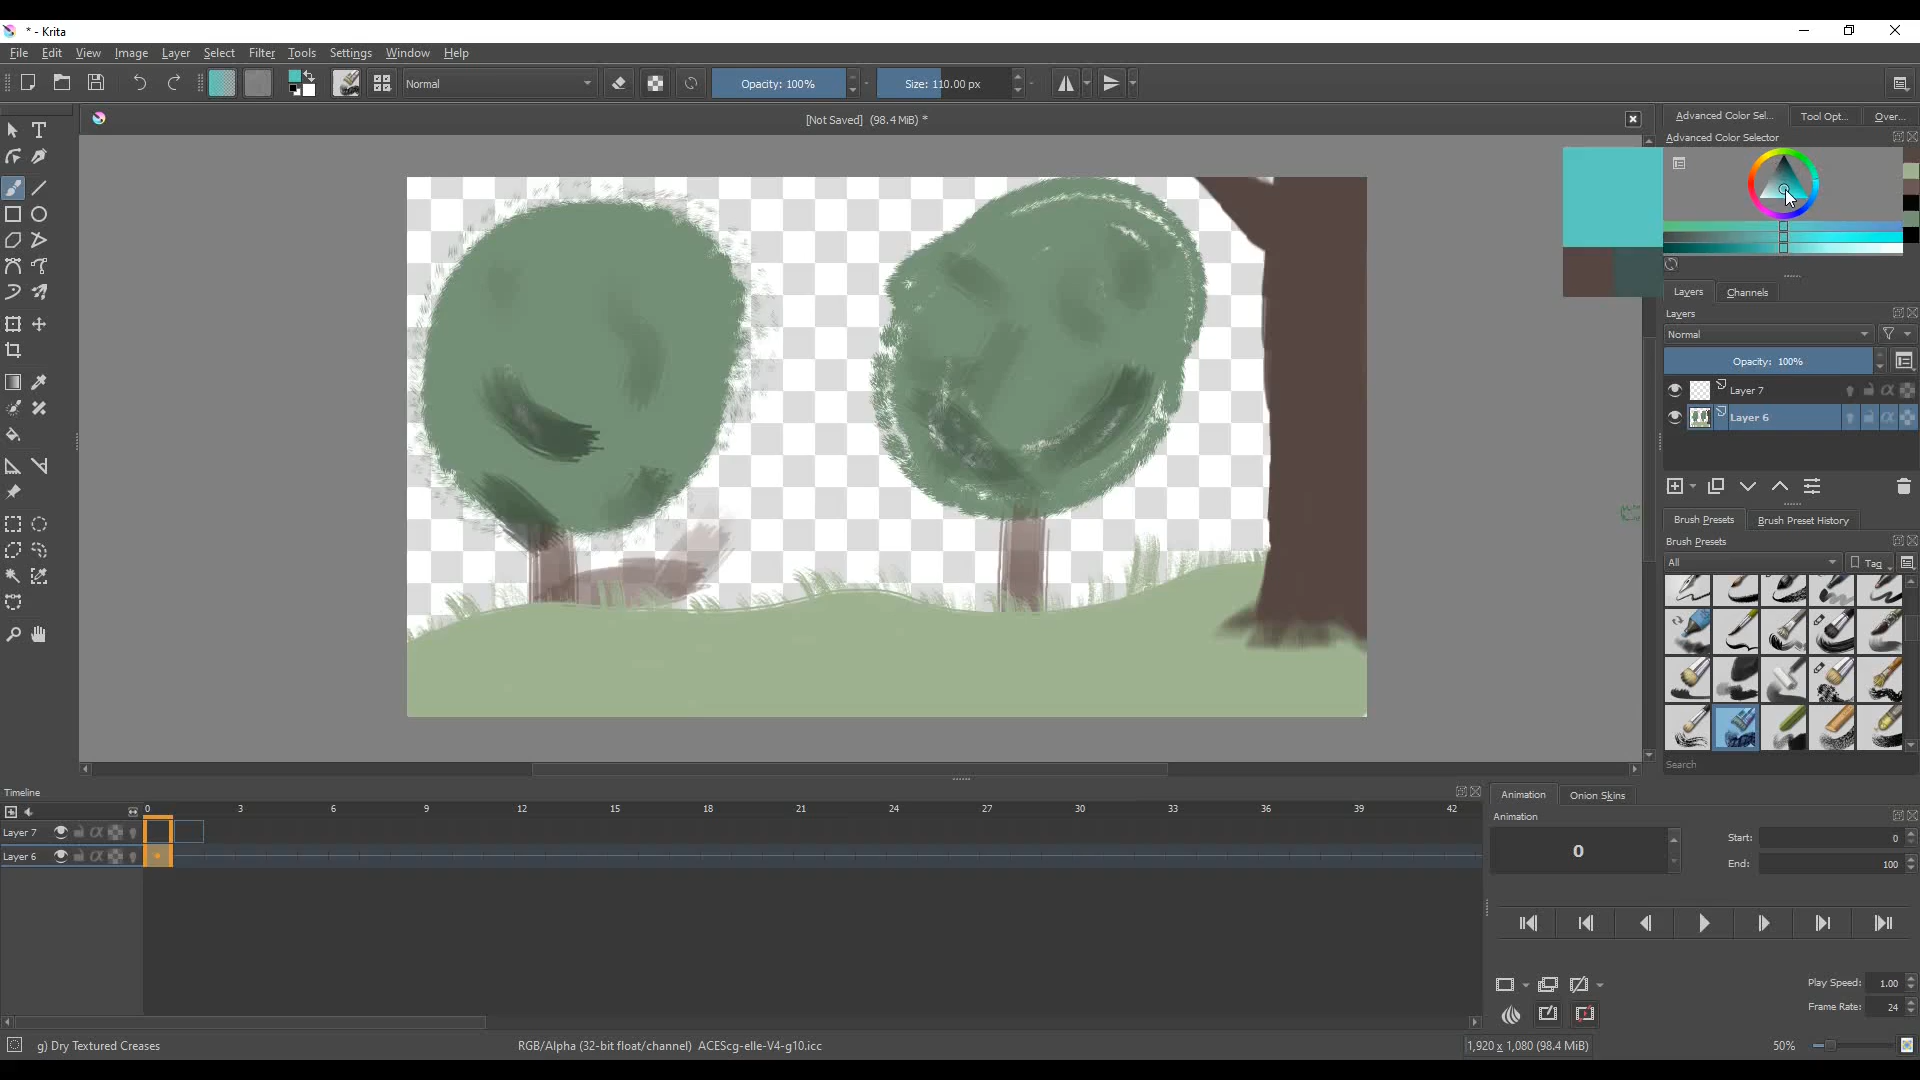 * - Krita
File Edit View Image Layer Select Filter Tools Settings Window Help
Normal Opacity: 100% Size: 110.00 px
[Not Saved] (98.4 MiB) *
Advanced Color Sel... Tool Opt... Over...
Advanced Color Selector
Layers Channels
Layers
Normal
Opacity: 100%
Layer 7
Layer 6
Brush Presets Brush Preset History
Brush Presets
All Tag
Search
Timeline
0 3 6 9 12 15 18 21 24 27 30 33 36 39 42
Layer 7
Layer 6
Animation Onion Skins
Animation
0
Start: 0
End: 100
Play Speed: 1.00
Frame Rate: 24
g) Dry Textured Creases
RGB/Alpha (32-bit float/channel) ACEScg-elle-V4-g10.icc
1,920 x 1,080 (98.4 MiB)
50%